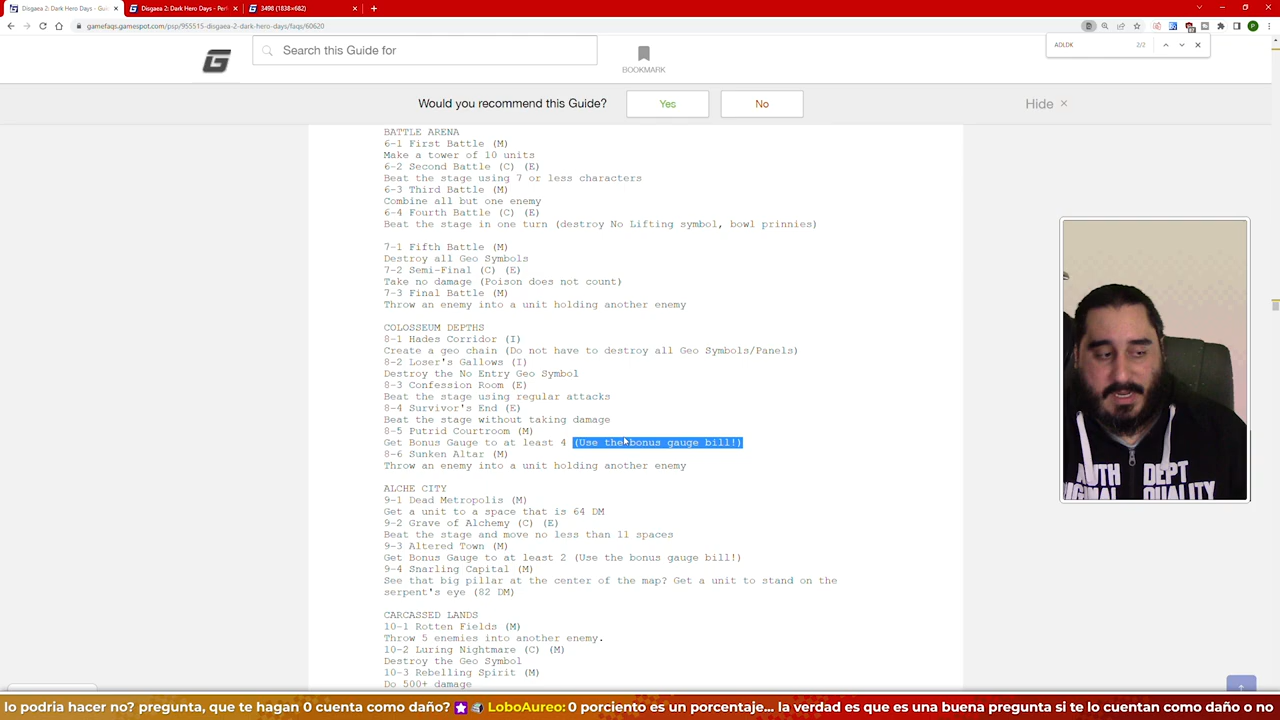 Disgaea 2: Dark Hero Days - Gui
Disgaea 2: Dark Hero Days - Per
3498 (1838×682)
gamefaqs.gamespot.com/psp/955515-disgaea-2-dark-hero-days/faqs/60620
ADLDK 2/2
Search this Guide for
BOOKMARK
Would you recommend this Guide? Yes No Hide ×
BATTLE ARENA
6-1 First Battle (M)
Make a tower of 10 units
6-2 Second Battle (C) (E)
Beat the stage using 7 or less characters
6-3 Third Battle (M)
Combine all but one enemy
6-4 Fourth Battle (C) (E)
Beat the stage in one turn (destroy No Lifting symbol, bowl prinnies)
7-1 Fifth Battle (M)
Destroy all Geo Symbols
7-2 Semi-Final (C) (E)
Take no damage (Poison does not count)
7-3 Final Battle (M)
Throw an enemy into a unit holding another enemy
COLOSSEUM DEPTHS
8-1 Hades Corridor (I)
Create a geo chain (Do not have to destroy all Geo Symbols/Panels)
8-2 Loser's Gallows (I)
Destroy the No Entry Geo Symbol
8-3 Confession Room (E)
Beat the stage using regular attacks
8-4 Survivor's End (E)
Beat the stage without taking damage
8-5 Putrid Courtroom (M)
Get Bonus Gauge to at least 4 (Use the bonus gauge bill!)
8-6 Sunken Altar (M)
Throw an enemy into a unit holding another enemy
ALCHE CITY
9-1 Dead Metropolis (M)
Get a unit to a space that is 64 DM
9-2 Grave of Alchemy (C) (E)
Beat the stage and move no less than 11 spaces
9-3 Altered Town (M)
Get Bonus Gauge to at least 2 (Use the bonus gauge bill!)
9-4 Snarling Capital (M)
See that big pillar at the center of the map? Get a unit to stand on the
serpent's eye (82 DM)
CARCASSED LANDS
10-1 Rotten Fields (M)
Throw 5 enemies into another enemy.
10-2 Luring Nightmare (C) (M)
Destroy the Geo Symbol
10-3 Rebelling Spirit (M)
Do 500+ damage
AUTH DEPT
QUALITY
lo podria hacer no? pregunta, que te hagan 0 cuenta como daño? LoboAureo: 0 porciento es un porcentaje... la verdad es que es una buena pregunta si te lo cuentan como daño o no